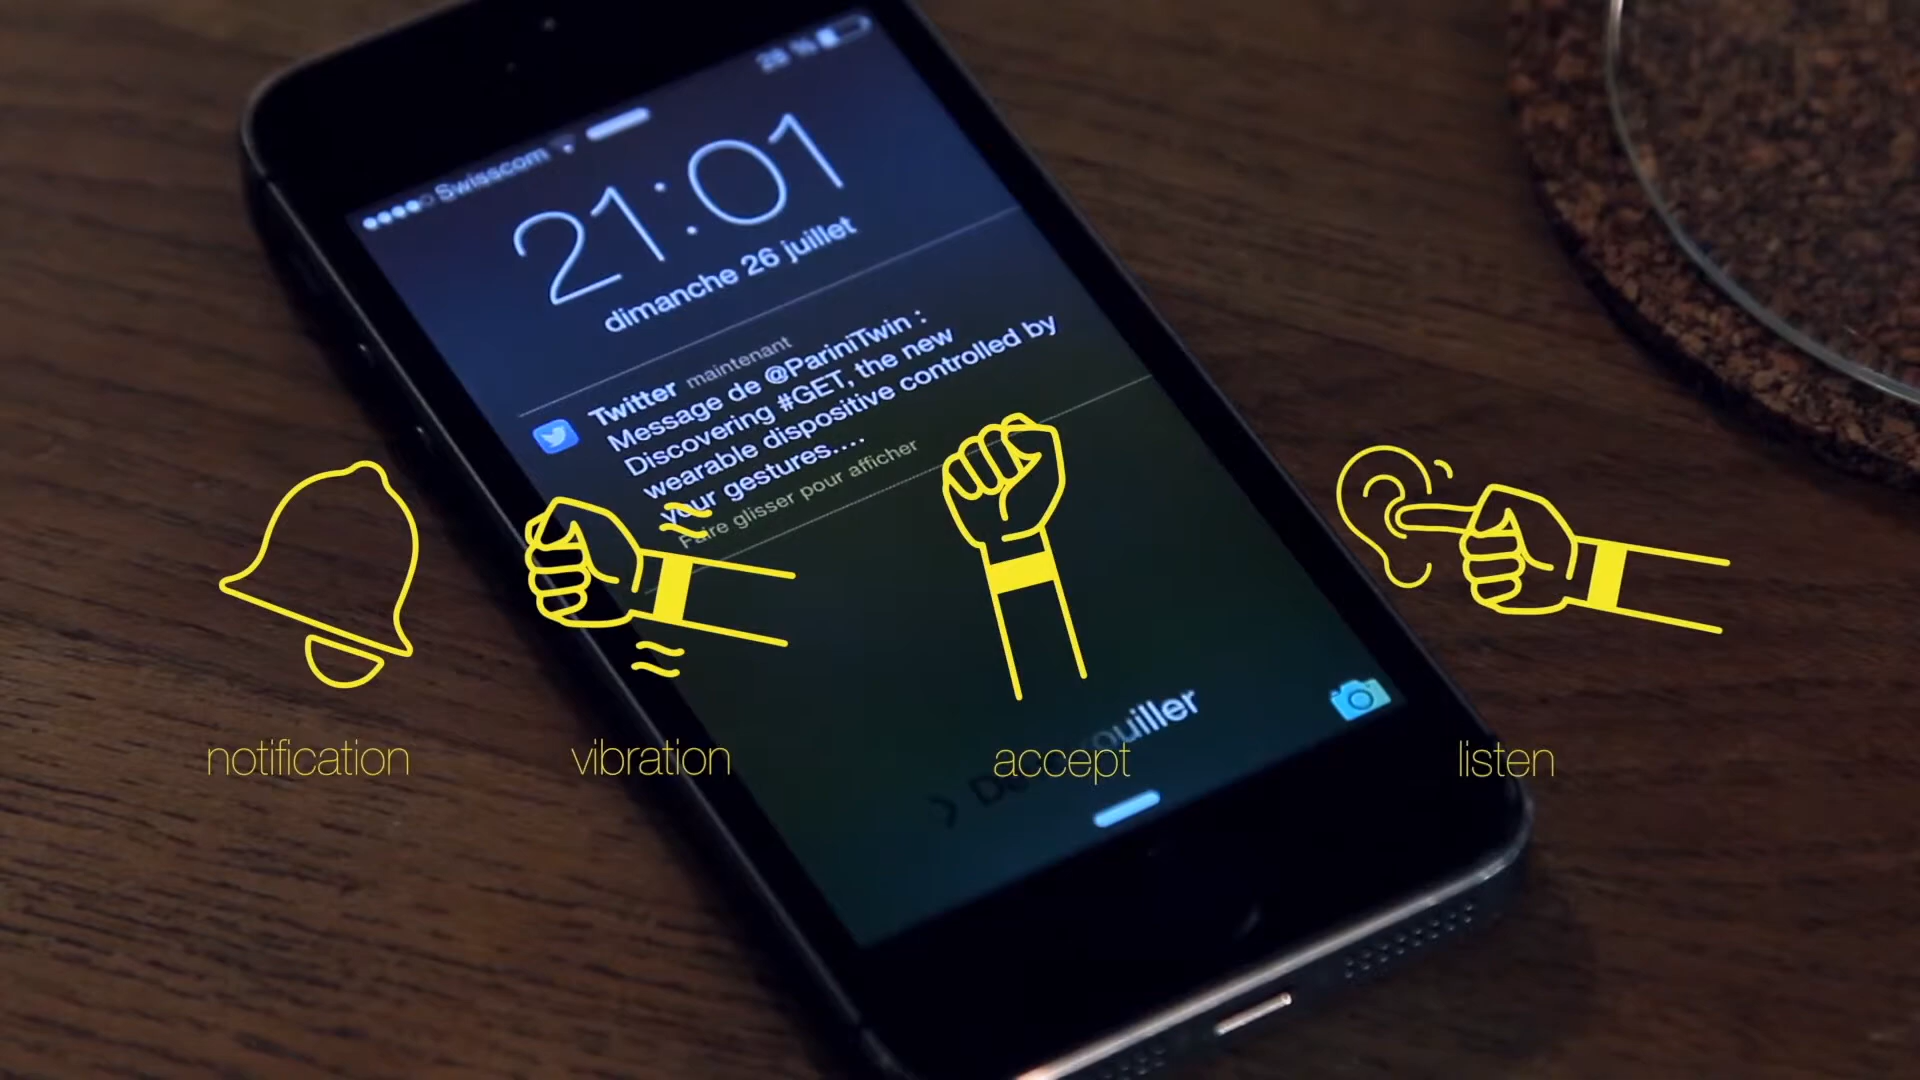 28 %
Swisscom
21:01
dimanche 26 juillet
Twitter maintenant
Message de @PariniTwin :
Discovering #GET, the new
wearable dispositive controlled by
your gestures....
Faire glisser pour afficher
notification
vibration
accept
listen